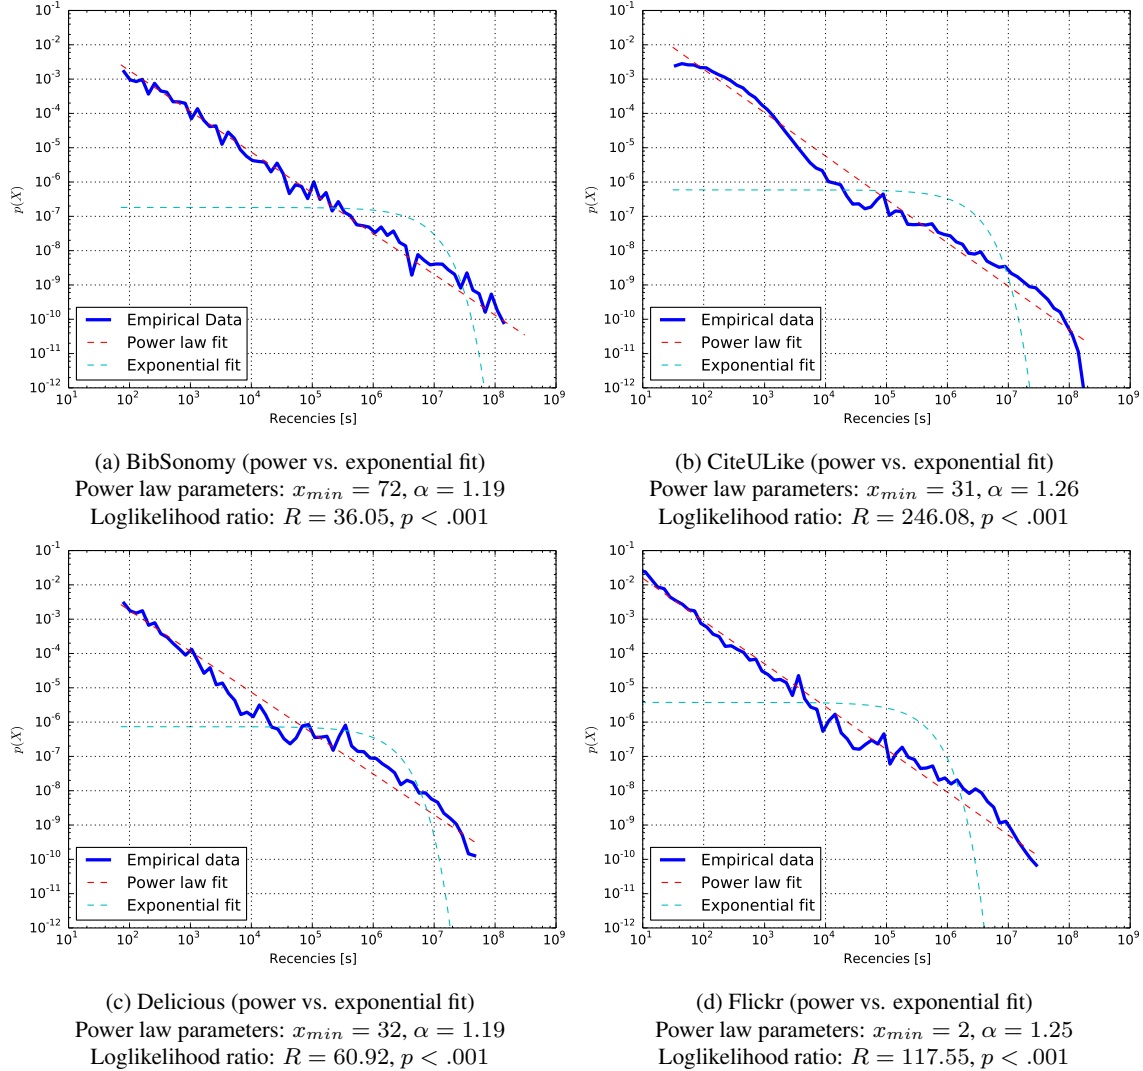 10^-1
10^-2
10^-3
10^-4
10^-5
10^-6
10^-7
10^-8
10^-9
10^-10
10^-11
10^-12
p(X)
Empirical Data
Power law fit
Exponential fit
10^1 10^2 10^3 10^4 10^5 10^6 10^7 10^8 10^9
Recencies [s]
(a) BibSonomy (power vs. exponential fit)
Power law parameters: x_min = 72, α = 1.19
Loglikelihood ratio: R = 36.05, p < .001
10^-1
10^-2
10^-3
10^-4
10^-5
10^-6
10^-7
10^-8
10^-9
10^-10
10^-11
10^-12
p(X)
Empirical data
Power law fit
Exponential fit
10^1 10^2 10^3 10^4 10^5 10^6 10^7 10^8 10^9
Recencies [s]
(b) CiteULike (power vs. exponential fit)
Power law parameters: x_min = 31, α = 1.26
Loglikelihood ratio: R = 246.08, p < .001
10^-1
10^-2
10^-3
10^-4
10^-5
10^-6
10^-7
10^-8
10^-9
10^-10
10^-11
10^-12
p(X)
Empirical data
Power law fit
Exponential fit
10^1 10^2 10^3 10^4 10^5 10^6 10^7 10^8 10^9
Recencies [s]
(c) Delicious (power vs. exponential fit)
Power law parameters: x_min = 32, α = 1.19
Loglikelihood ratio: R = 60.92, p < .001
10^-1
10^-2
10^-3
10^-4
10^-5
10^-6
10^-7
10^-8
10^-9
10^-10
10^-11
10^-12
p(X)
Empirical data
Power law fit
Exponential fit
10^1 10^2 10^3 10^4 10^5 10^6 10^7 10^8 10^9
Recencies [s]
(d) Flickr (power vs. exponential fit)
Power law parameters: x_min = 2, α = 1.25
Loglikelihood ratio: R = 117.55, p < .001